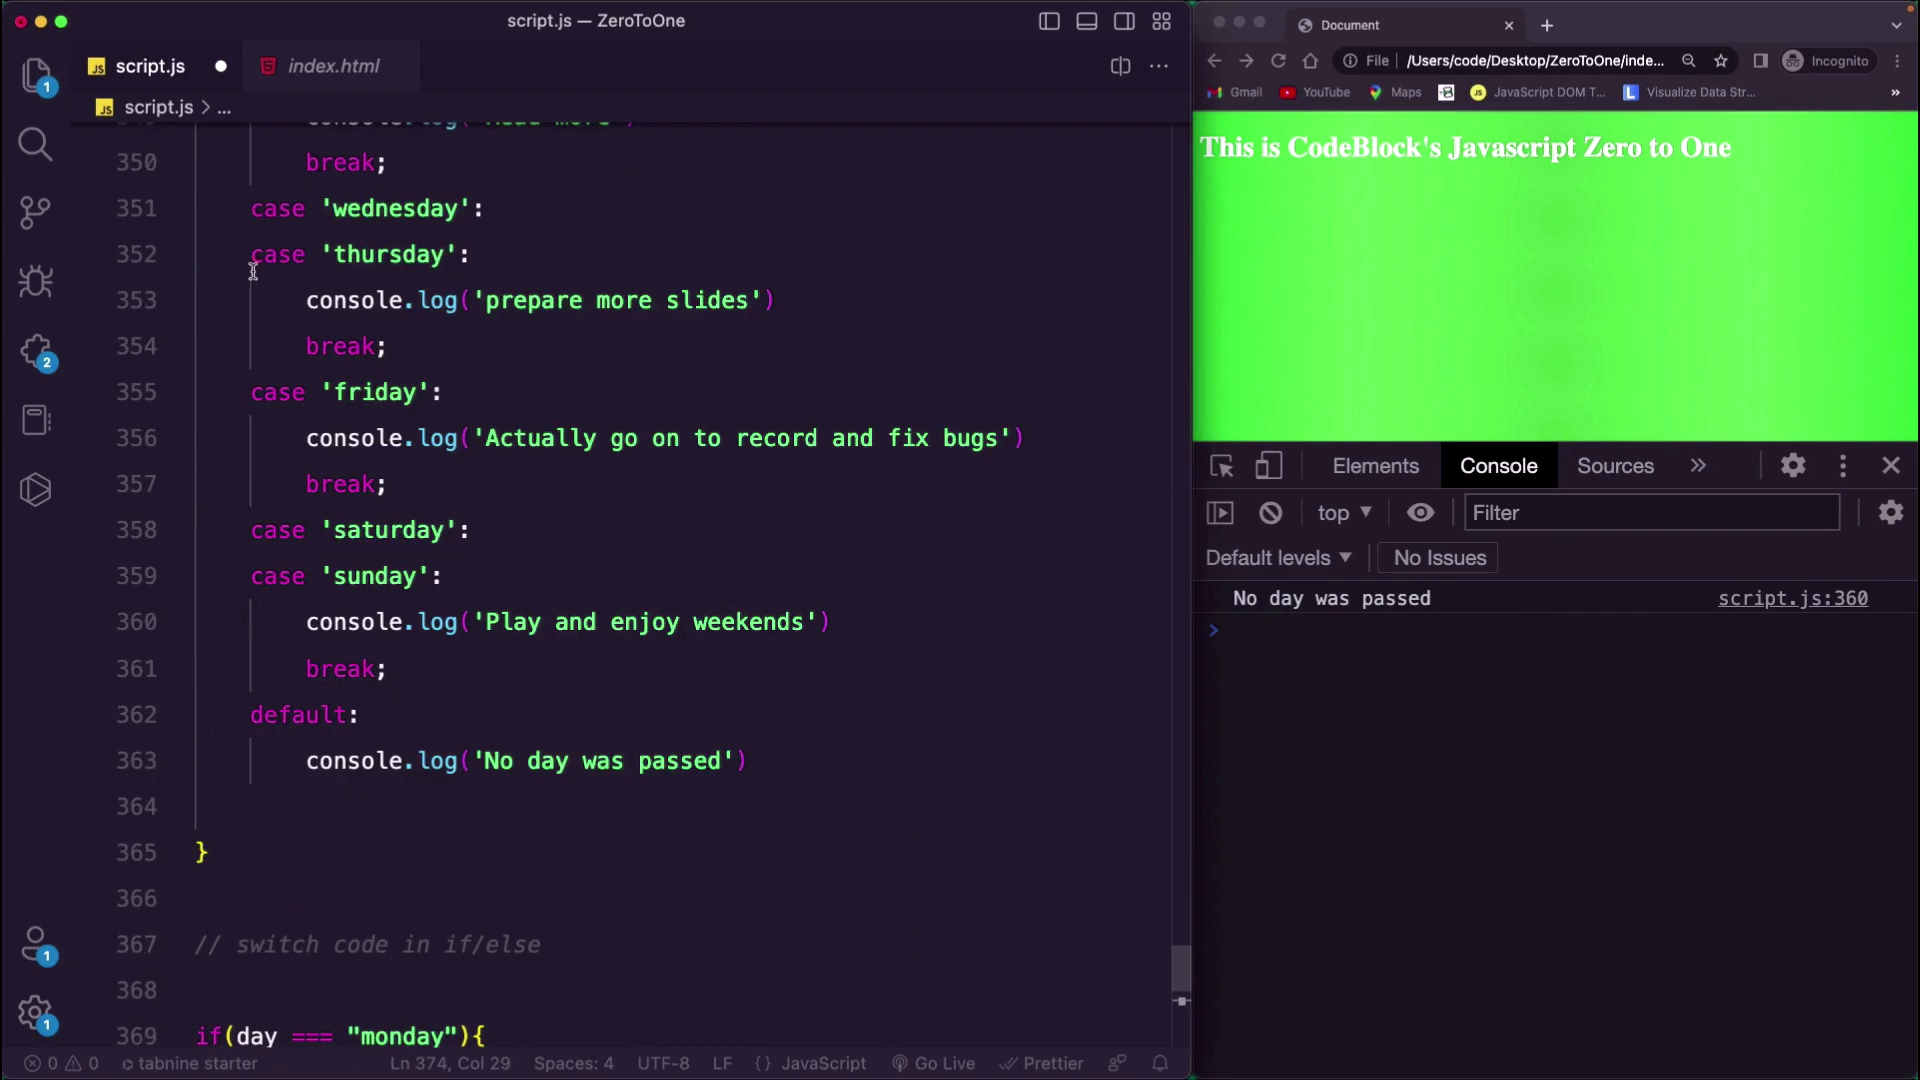 script.js — ZeroToOne
script.js
index.html
script.js > ...
350 break;
351 case 'wednesday':
352 case 'thursday':
353 console.log('prepare more slides')
354 break;
355 case 'friday':
356 console.log('Actually go on to record and fix bugs')
357 break;
358 case 'saturday':
359 case 'sunday':
360 console.log('Play and enjoy weekends')
361 break;
362 default:
363 console.log('No day was passed')
364
365 }
366
367 // switch code in if/else
368
369 if(day === "monday"){
1
2
1
1
0 0 tabnine starter Ln 374, Col 29 Spaces: 4 UTF-8 LF {} JavaScript Go Live Prettier
Document
File /Users/code/Desktop/ZeroToOne/inde... Incognito
Gmail YouTube Maps JavaScript DOM T... Visualize Data Str... »
This is CodeBlock's Javascript Zero to One
Elements Console Sources »
top Filter
Default levels No Issues
No day was passed script.js:360
>